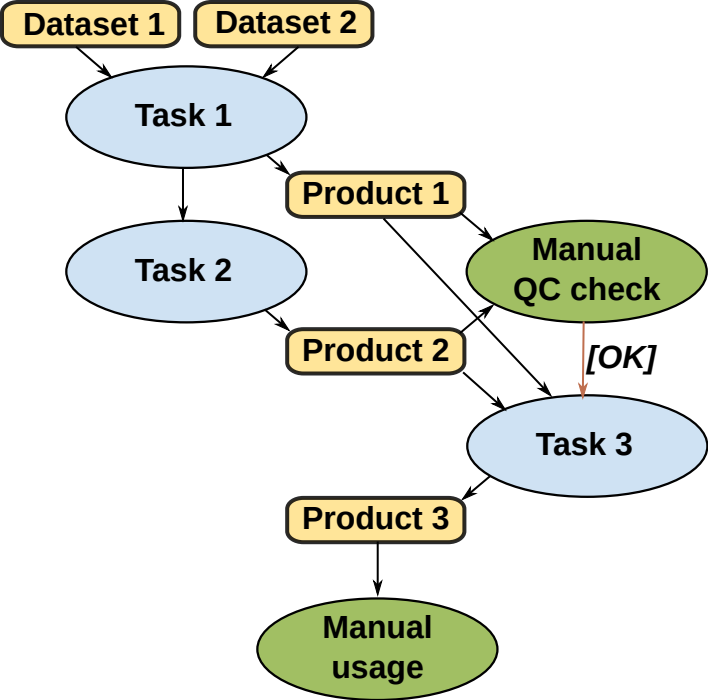 Dataset 1
Dataset 2
Task 1
Product 1
Manual
QC check
Task 2
Product 2
[OK]
Task 3
Product 3
Manual
usage